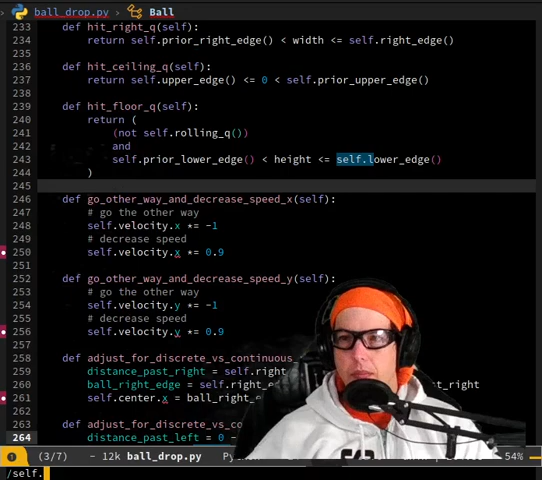 ball_drop.py › Ball
233 def hit_right_q(self):
234 return self.prior_right_edge() < width <= self.right_edge()
235
236 def hit_ceiling_q(self):
237 return self.upper_edge() <= 0 < self.prior_upper_edge()
238
239 def hit_floor_q(self):
240 return (
241 (not self.rolling_q())
242 and
243 self.prior_lower_edge() < height <= self.lower_edge()
244 )
245
246 def go_other_way_and_decrease_speed_x(self):
247 # go the other way
248 self.velocity.x *= -1
249 # decrease speed
250 self.velocity.x *= 0.9
251
252 def go_other_way_and_decrease_speed_y(self):
253 # go the other way
254 self.velocity.y *= -1
255 # decrease speed
256 self.velocity.y *= 0.9
257
258 def adjust_for_discrete_vs_continuous_
259 distance_past_right = self.right
260 ball_right_edge = self.right_e t_right
261 self.center.x = ball_right_e
262
263 def adjust_for_discrete_vs_co
264 distance_past_left = 0 -
(3/7) - 12k ball_drop.py 54%
/self.